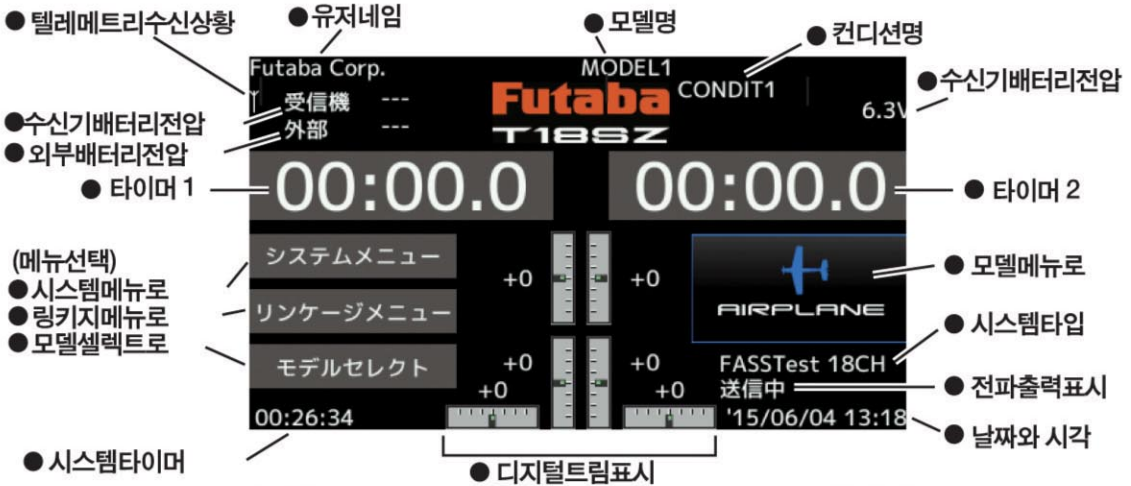 ● 텔레메트리수신상황
● 유저네임
● 모델명
● 컨디션명
Futaba Corp.
MODEL1
CONDIT1
● 수신기배터리전압
受信機 ---
Futaba
6.3V
● 수신기배터리전압
外部 ---
T18SZ
● 외부배터리전압
● 타이머 1
00:00.0
00:00.0
● 타이머 2
(메뉴선택)
● 시스템메뉴로
● 링키지메뉴로
● 모델셀렉트로
システムメニュー
リンケージメニュー
モデルセレクト
+0
+0
+0
+0
+0
+0
AIRPLANE
● 모델메뉴로
● 시스템타입
FASSTest 18CH
送信中
● 전파출력표시
00:26:34
'15/06/04 13:18
● 날짜와 시각
● 시스템타이머
● 디지털트림표시